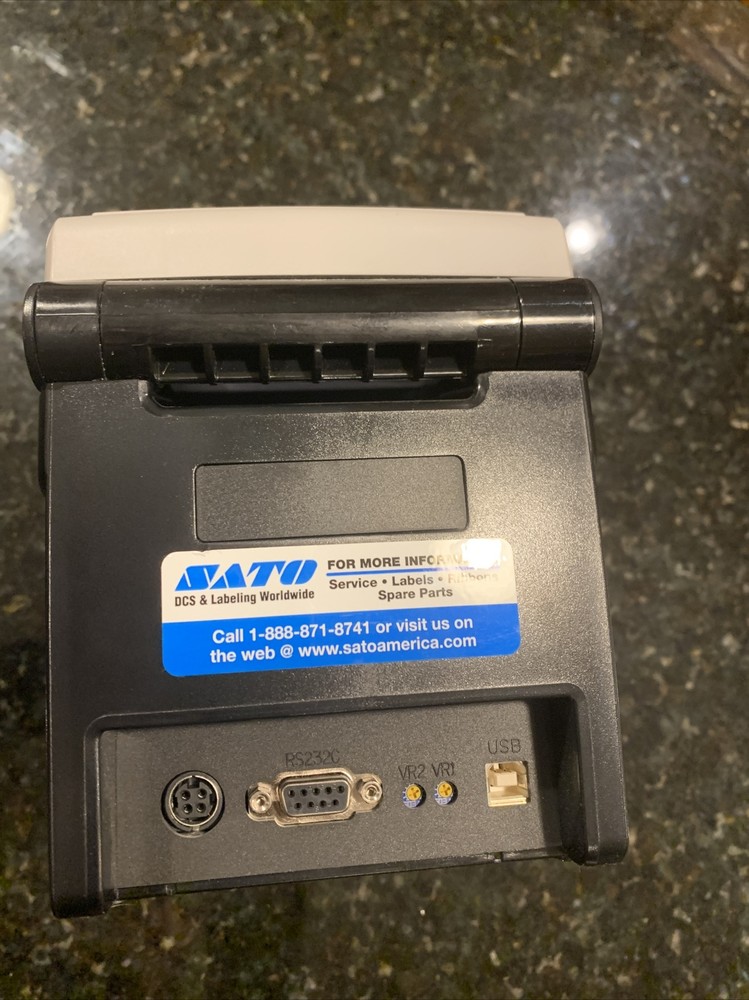 SATO
DCS & Labeling Worldwide
FOR MORE
Service • Labels • Ribbons
Spare Parts
Call 1-888-871-8741 or visit us on
the web @ www.satoamerica.com
RS232C
VR2 VR1
USB